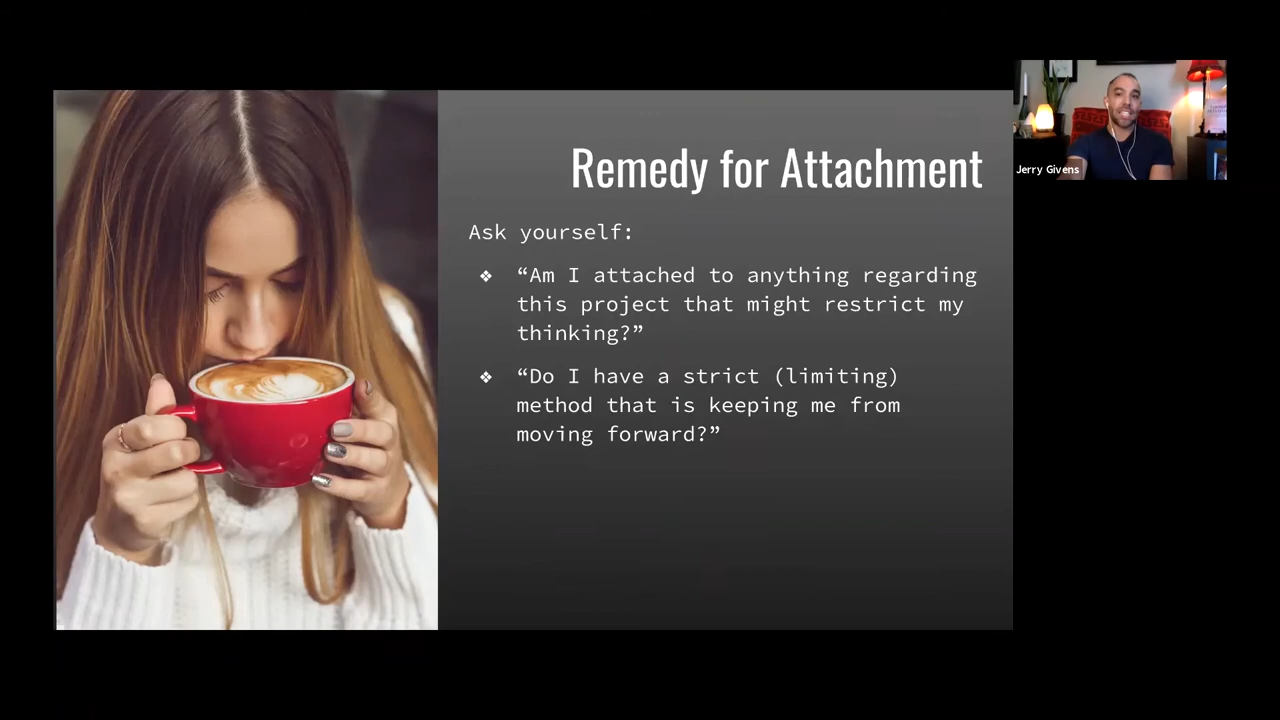 Remedy for Attachment
Jerry Givens
Ask yourself:
❖ “Am I attached to anything regarding
this project that might restrict my
thinking?”
❖ “Do I have a strict (limiting)
method that is keeping me from
moving forward?”